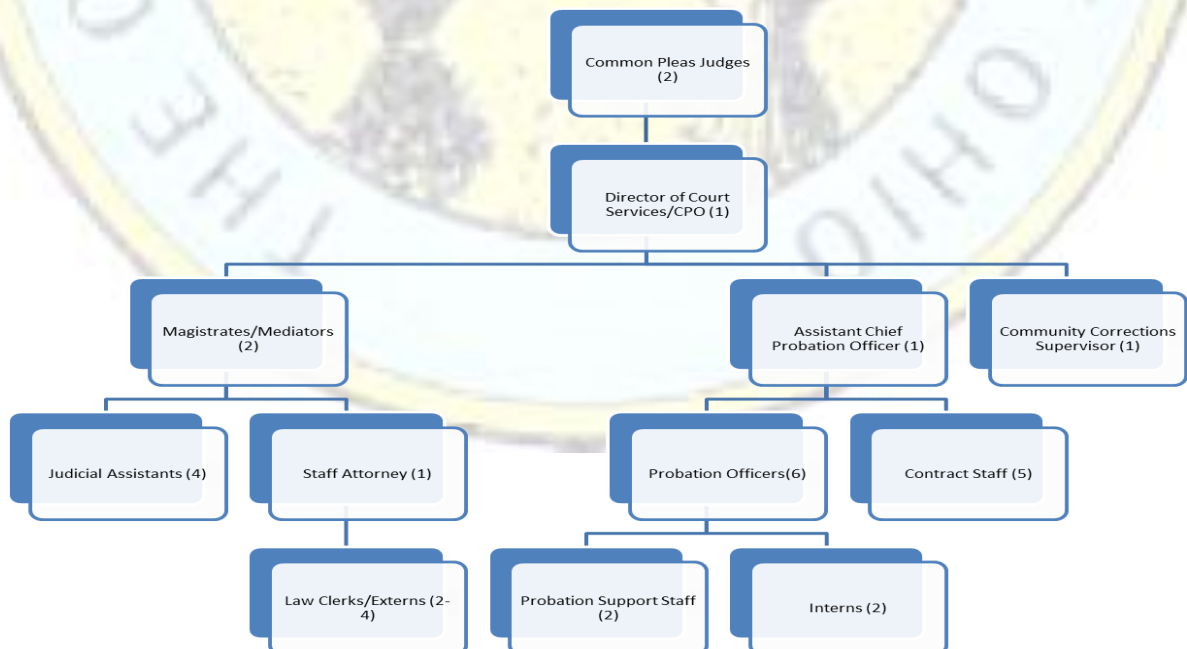 THE O
OHIO
Common Pleas Judges
(2)
Director of Court
Services/CPO (1)
Magistrates/Mediators
(2)
Assistant Chief
Probation Officer (1)
Community Corrections
Supervisor (1)
Judicial Assistants (4)
Staff Attorney (1)
Probation Officers(6)
Contract Staff (5)
Law Clerks/Externs (2-
4)
Probation Support Staff
(2)
Interns (2)